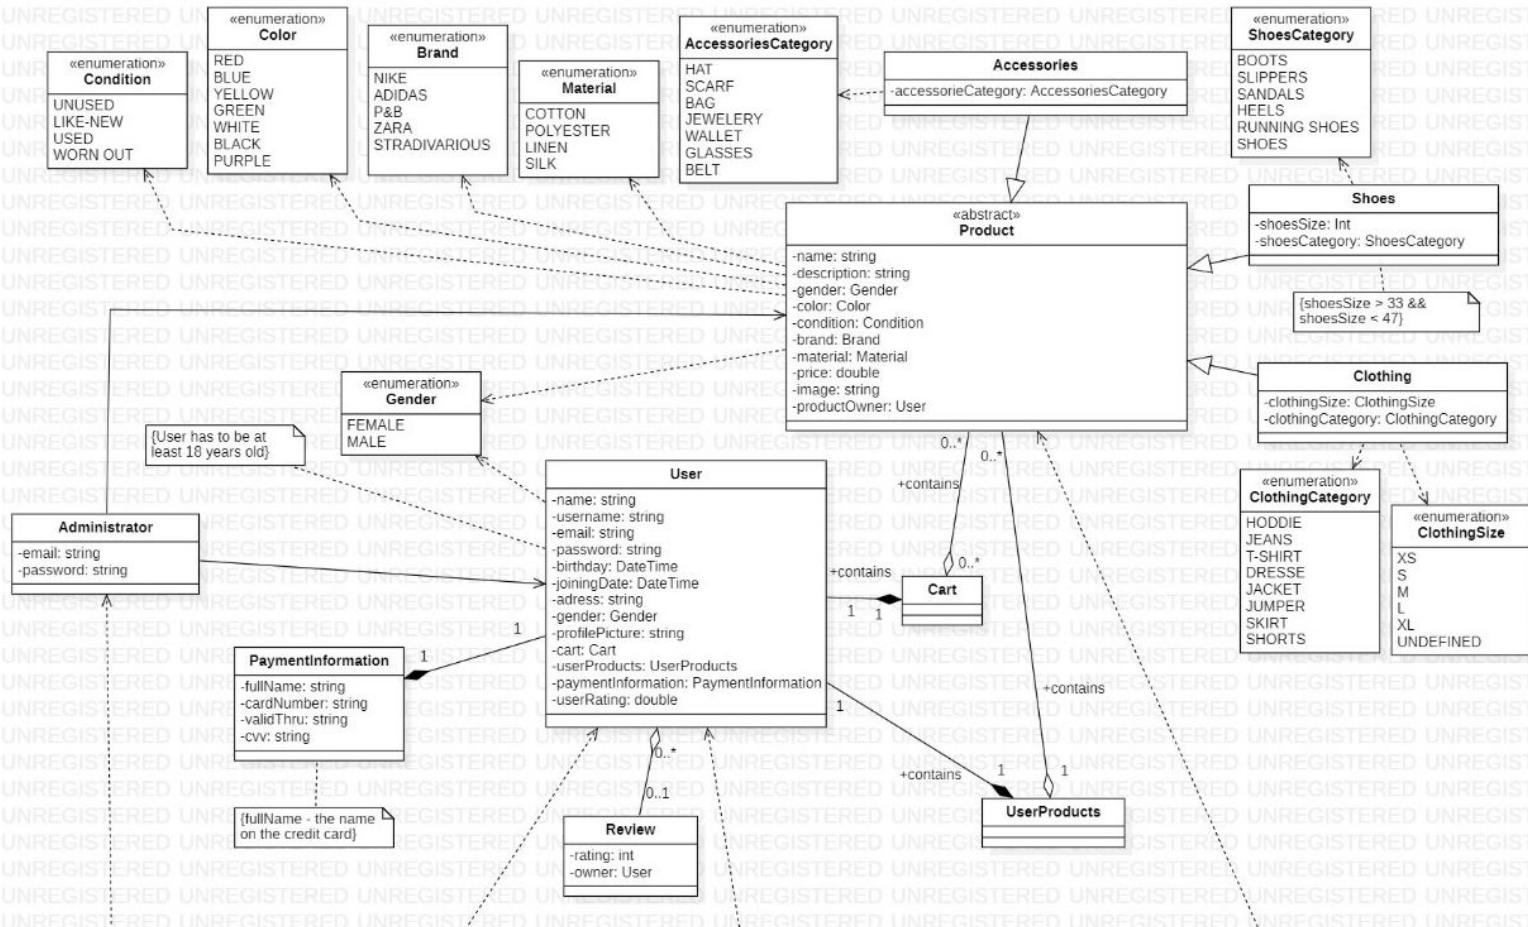 «enumeration»
Condition
UNUSED
LIKE-NEW
USED
WORN OUT
«enumeration»
Color
RED
BLUE
YELLOW
GREEN
WHITE
BLACK
PURPLE
«enumeration»
Brand
NIKE
ADIDAS
P&B
ZARA
STRADIVARIOUS
«enumeration»
Material
COTTON
POLYESTER
LINEN
SILK
«enumeration»
AccessoriesCategory
HAT
SCARF
BAG
JEWELERY
WALLET
GLASSES
BELT
Accessories
-accessorieCategory: AccessoriesCategory
«enumeration»
ShoesCategory
BOOTS
SLIPPERS
SANDALS
HEELS
RUNNING SHOES
SHOES
Shoes
-shoesSize: Int
-shoesCategory: ShoesCategory
{shoesSize > 33 &&
shoesSize < 47}
«abstract»
Product
-name: string
-description: string
-gender: Gender
-color: Color
-condition: Condition
-brand: Brand
-material: Material
-price: double
-image: string
-productOwner: User
Clothing
-clothingSize: ClothingSize
-clothingCategory: ClothingCategory
«enumeration»
ClothingCategory
HODDIE
JEANS
T-SHIRT
DRESSE
JACKET
JUMPER
SKIRT
SHORTS
«enumeration»
ClothingSize
XS
S
M
L
XL
UNDEFINED
«enumeration»
Gender
FEMALE
MALE
{User has to be at
least 18 years old}
Administrator
-email: string
-password: string
User
-name: string
-username: string
-email: string
-password: string
-birthday: DateTime
-joiningDate: DateTime
-adress: string
-gender: Gender
-profilePicture: string
-cart: Cart
-userProducts: UserProducts
-paymentInformation: PaymentInformation
-userRating: double
0..*
0..*
+contains
0..*
+contains
1
1
Cart
1
1
PaymentInformation
-fullName: string
-cardNumber: string
-validThru: string
-cvv: string
{fullName - the name
on the credit card}
+contains
1
+contains
1
1
UserProducts
0..*
0..1
Review
-rating: int
-owner: User
UNREGISTERED